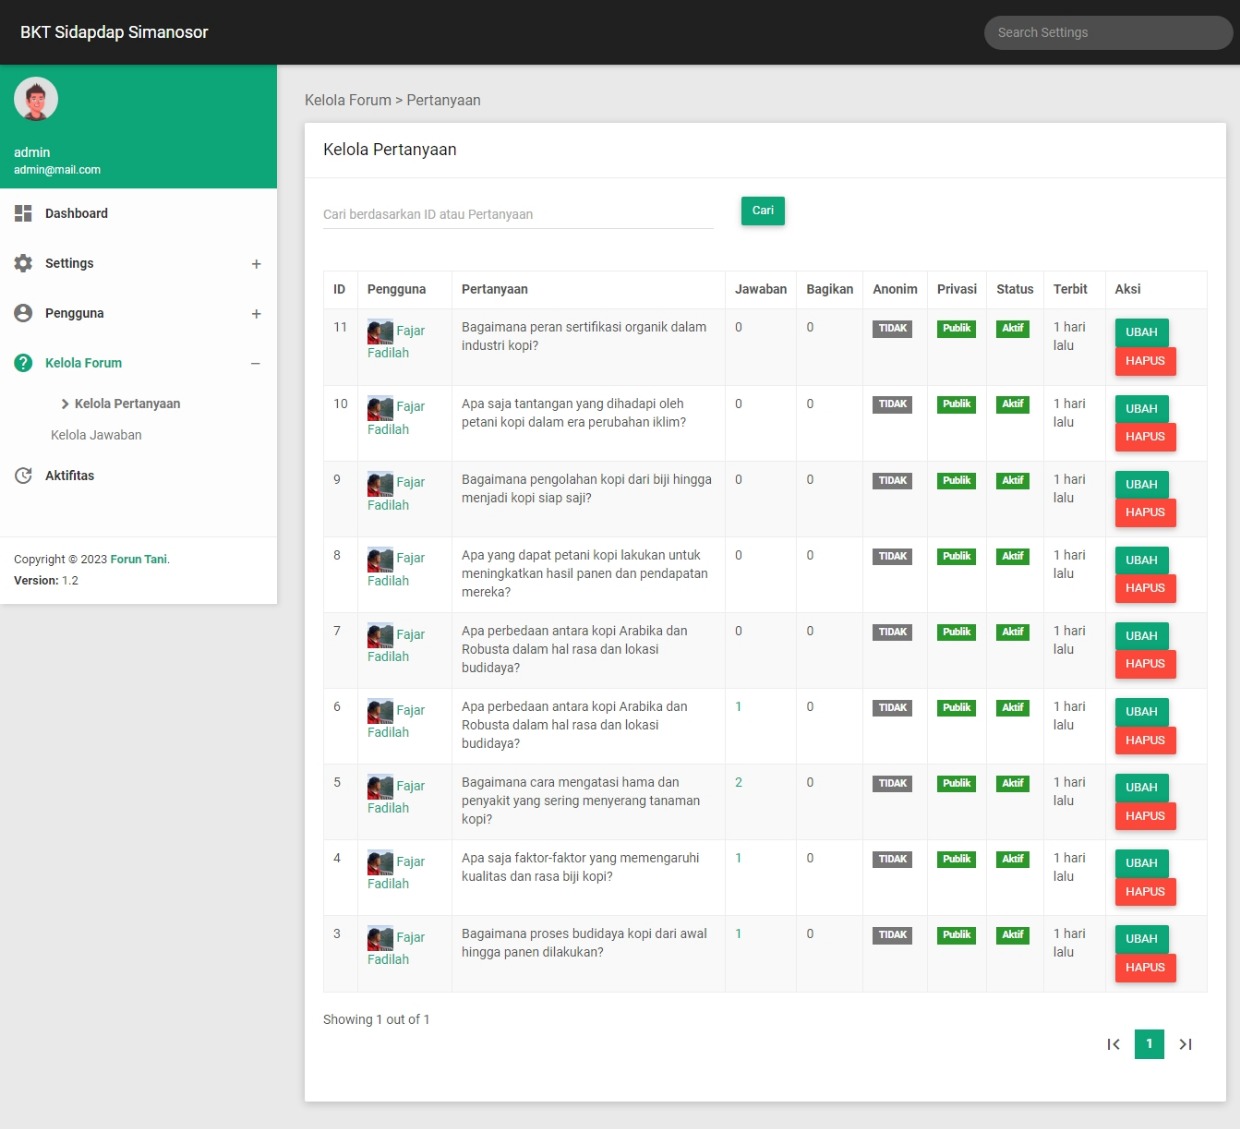 BKT Sidapdap Simanosor
Search Settings
admin
admin@mail.com
Dashboard
Settings +
Pengguna +
Kelola Forum –
Kelola Pertanyaan
Kelola Jawaban
Aktifitas
Copyright © 2023 Forun Tani.
Version: 1.2
Kelola Forum > Pertanyaan
Kelola Pertanyaan
Cari berdasarkan ID atau Pertanyaan
Cari
ID Pengguna Pertanyaan Jawaban Bagikan Anonim Privasi Status Terbit Aksi
11 Fajar Bagaimana peran sertifikasi organik dalam 0 0 TIDAK Publik Aktif 1 hari UBAH
Fadilah industri kopi? lalu HAPUS
10 Fajar Apa saja tantangan yang dihadapi oleh 0 0 TIDAK Publik Aktif 1 hari UBAH
Fadilah petani kopi dalam era perubahan iklim? lalu HAPUS
9 Fajar Bagaimana pengolahan kopi dari biji hingga 0 0 TIDAK Publik Aktif 1 hari UBAH
Fadilah menjadi kopi siap saji? lalu HAPUS
8 Fajar Apa yang dapat petani kopi lakukan untuk 0 0 TIDAK Publik Aktif 1 hari UBAH
Fadilah meningkatkan hasil panen dan pendapatan lalu HAPUS
mereka?
7 Fajar Apa perbedaan antara kopi Arabika dan 0 0 TIDAK Publik Aktif 1 hari UBAH
Fadilah Robusta dalam hal rasa dan lokasi lalu HAPUS
budidaya?
6 Fajar Apa perbedaan antara kopi Arabika dan 1 0 TIDAK Publik Aktif 1 hari UBAH
Fadilah Robusta dalam hal rasa dan lokasi lalu HAPUS
budidaya?
5 Fajar Bagaimana cara mengatasi hama dan 2 0 TIDAK Publik Aktif 1 hari UBAH
Fadilah penyakit yang sering menyerang tanaman lalu HAPUS
kopi?
4 Fajar Apa saja faktor-faktor yang memengaruhi 1 0 TIDAK Publik Aktif 1 hari UBAH
Fadilah kualitas dan rasa biji kopi? lalu HAPUS
3 Fajar Bagaimana proses budidaya kopi dari awal 1 0 TIDAK Publik Aktif 1 hari UBAH
Fadilah hingga panen dilakukan? lalu HAPUS
Showing 1 out of 1
1